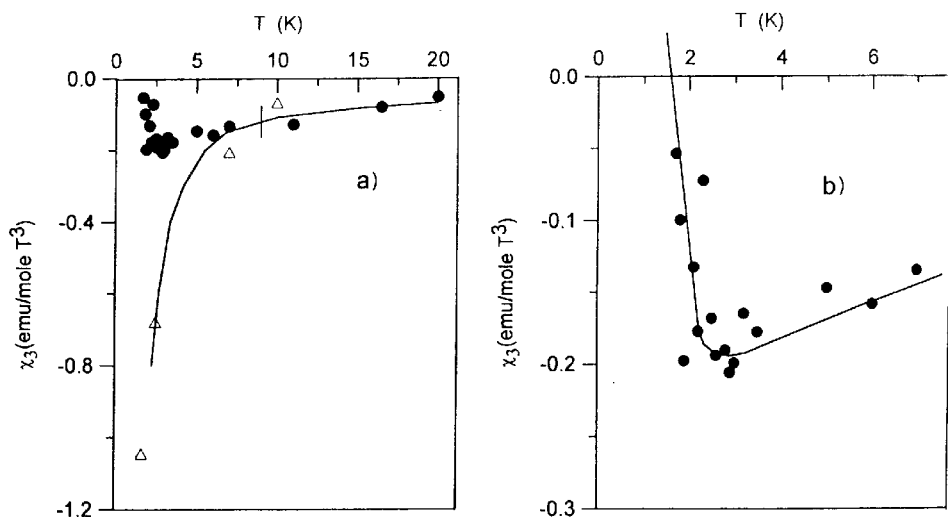 T (K)
0 5 10 15 20
0.0
-0.4
-0.8
-1.2
χ₃(emu/mole T³)
a)
T (K)
0 2 4 6
0.0
-0.1
-0.2
-0.3
χ₃(emu/mole T³)
b)